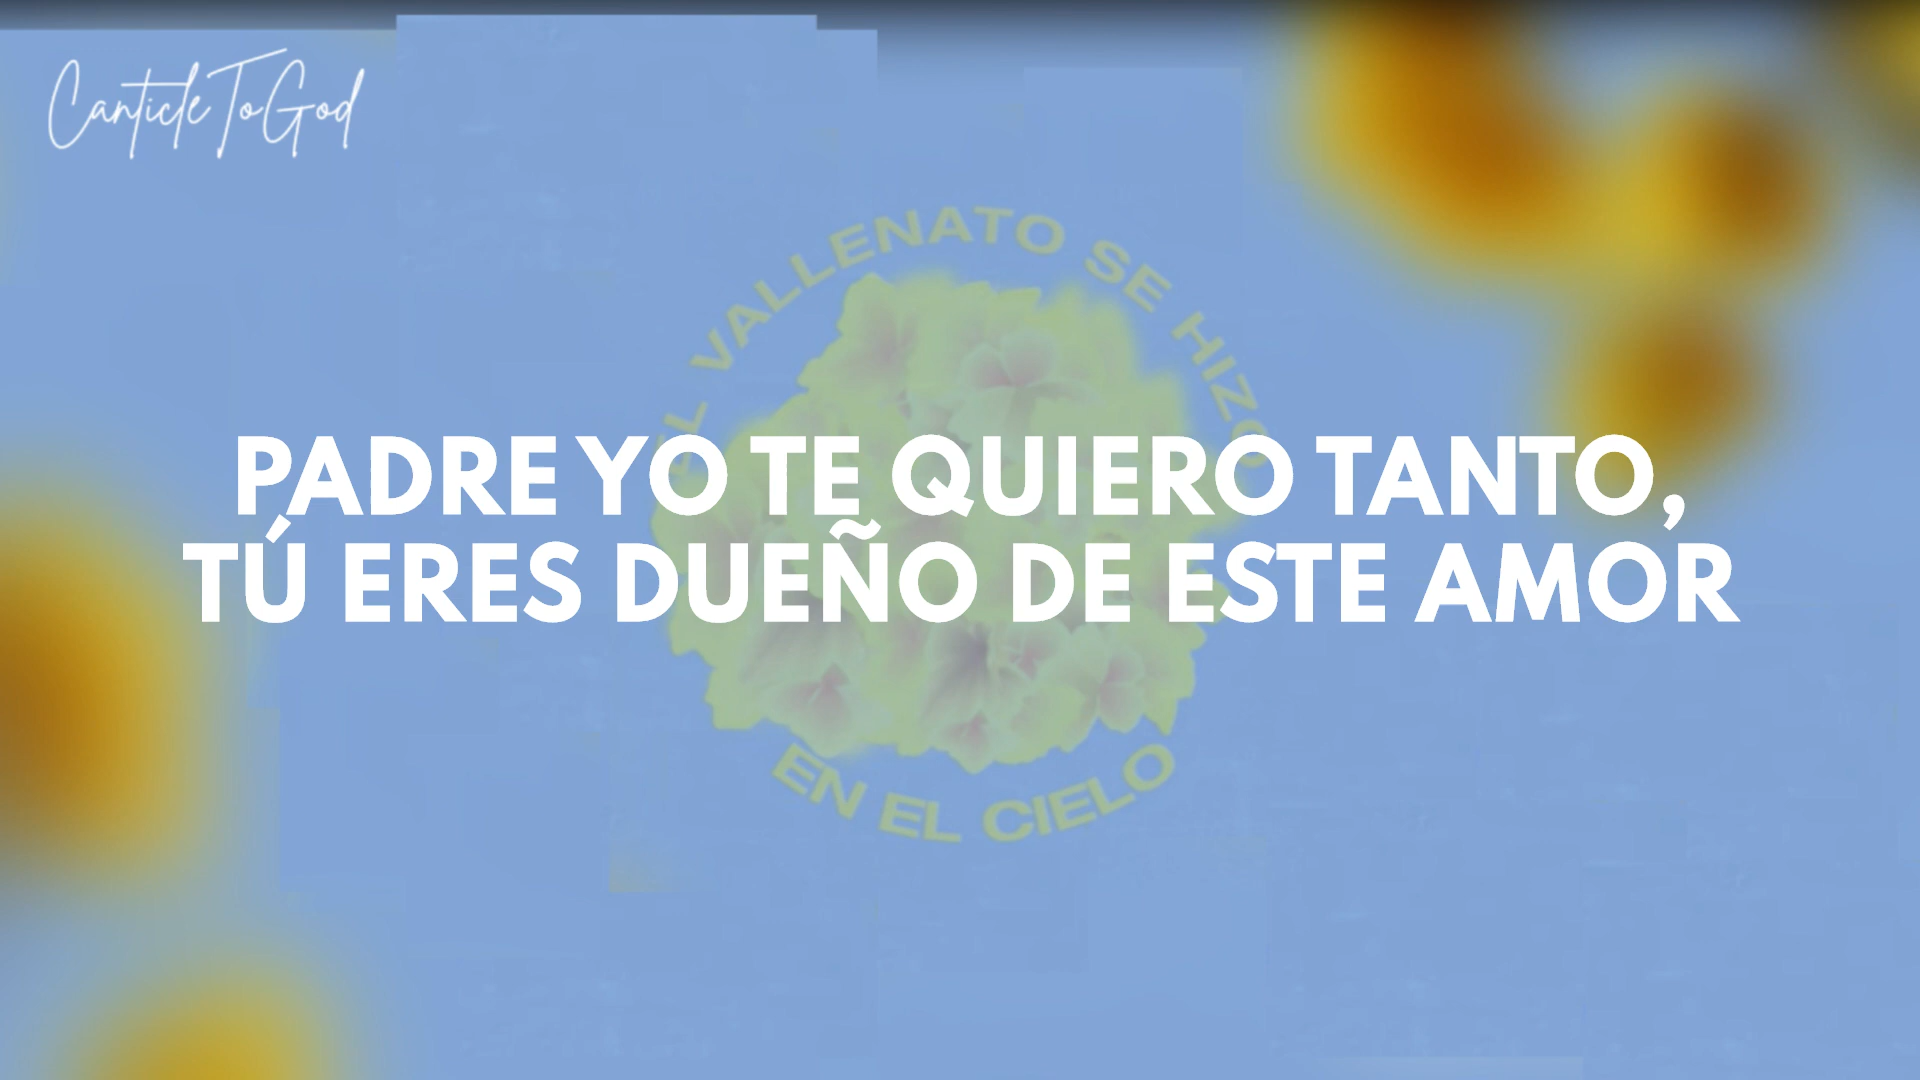 CanticleToGod
EL VALLENATO SE HIZO
PADRE YO TE QUIERO TANTO,
TÚ ERES DUEÑO DE ESTE AMOR
EN EL CIELO